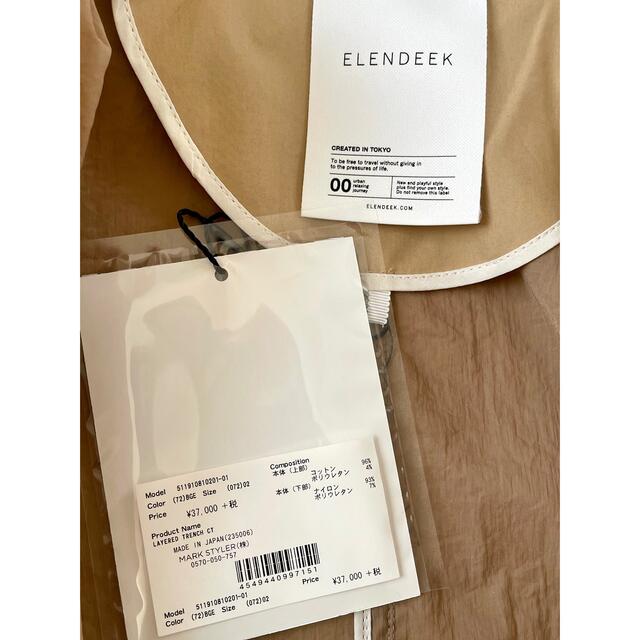 ELENDEEK
CREATED IN TOKYO
To be free to travel without giving in
to the pressures of life.
00 urban
relaxing
journey
New and playful style
plus find your own style.
Do not remove this label
ELENDEEK.COM
Model 511910810201-01
Color (72)BGE Size (072)02
Price ¥37,000 +税
Product Name
LAYERED TRENCH CT
MADE IN JAPAN(235006)
MARK STYLER(株)
0570-050-757
Composition
本体(上部) コットン 96%
ポリウレタン 4%
本体(下部) ナイロン 93%
ポリウレタン 7%
4549440997151
Price ¥37,000 +税
Model 511910810201-01
Color (72)BGE Size (072)02